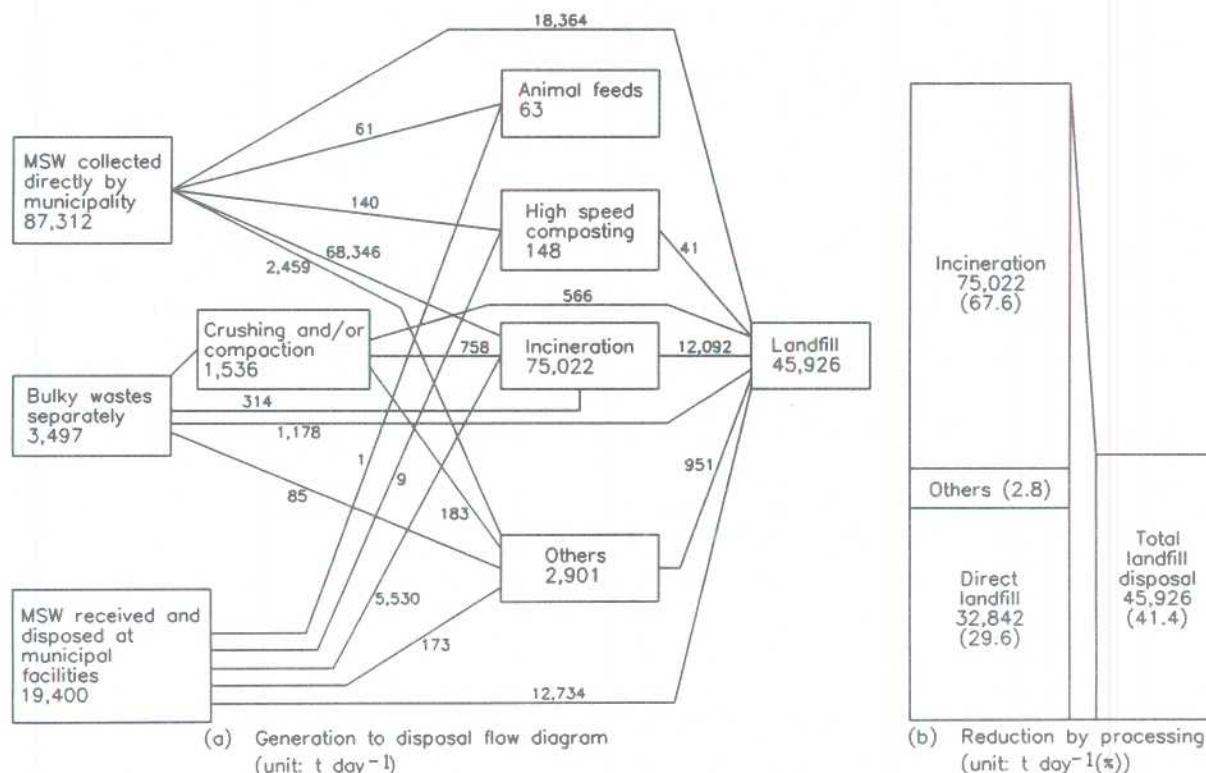 18,364
Animal feeds
63
61
MSW collected
directly by
municipality
87,312
140
High speed
composting
148
68,346
2,459
41
566
Crushing and/or
compaction
1,536
758
Incineration
75,022
12,092
Landfill
45,926
Bulky wastes
separately
3,497
314
1,178
85
1
9
183
951
Others
2,901
MSW received and
disposed at
municipal
facilities
19,400
5,530
173
12,734
(a) Generation to disposal flow diagram
(unit: t day⁻¹)
Incineration
75,022
(67.6)
Others (2.8)
Direct
landfill
32,842
(29.6)
Total
landfill
disposal
45,926
(41.4)
(b) Reduction by processing
(unit: t day⁻¹(%)